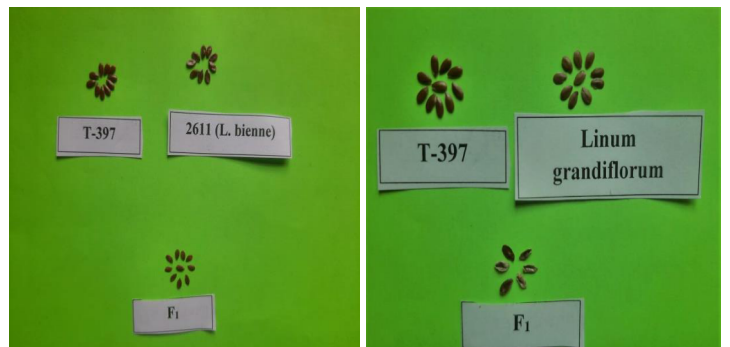 T-397
2611 (L. bienne)
F1
T-397
Linum
grandiflorum
F1